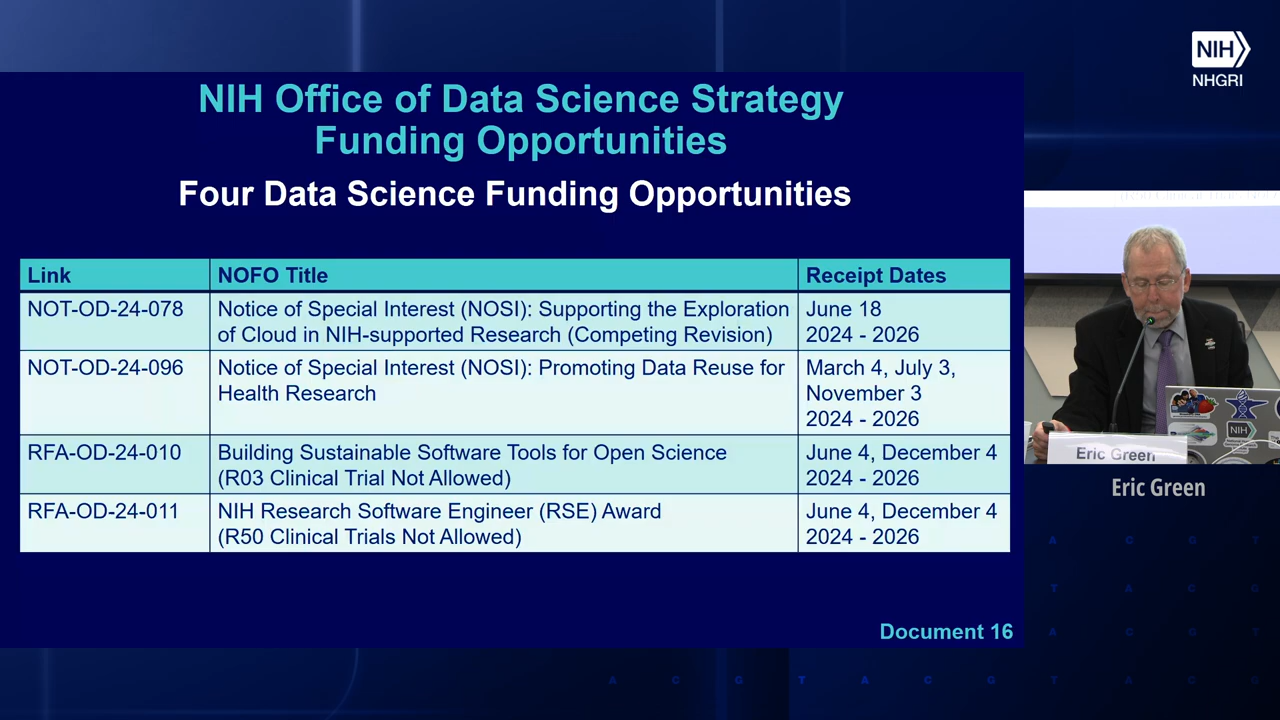 NIH
NHGRI
NIH Office of Data Science Strategy
Funding Opportunities
Four Data Science Funding Opportunities
Link NOFO Title Receipt Dates
NOT-OD-24-078 Notice of Special Interest (NOSI): Supporting the Exploration June 18
of Cloud in NIH-supported Research (Competing Revision) 2024 - 2026
NOT-OD-24-096 Notice of Special Interest (NOSI): Promoting Data Reuse for March 4, July 3,
Health Research November 3
2024 - 2026
RFA-OD-24-010 Building Sustainable Software Tools for Open Science June 4, December 4
(R03 Clinical Trial Not Allowed) 2024 - 2026
RFA-OD-24-011 NIH Research Software Engineer (RSE) Award June 4, December 4
(R50 Clinical Trials Not Allowed) 2024 - 2026
Document 16
NIH
Eric Green
Eric Green
A C G T
T A C G
A C G T
A C G T
A C G T A C G T A C G